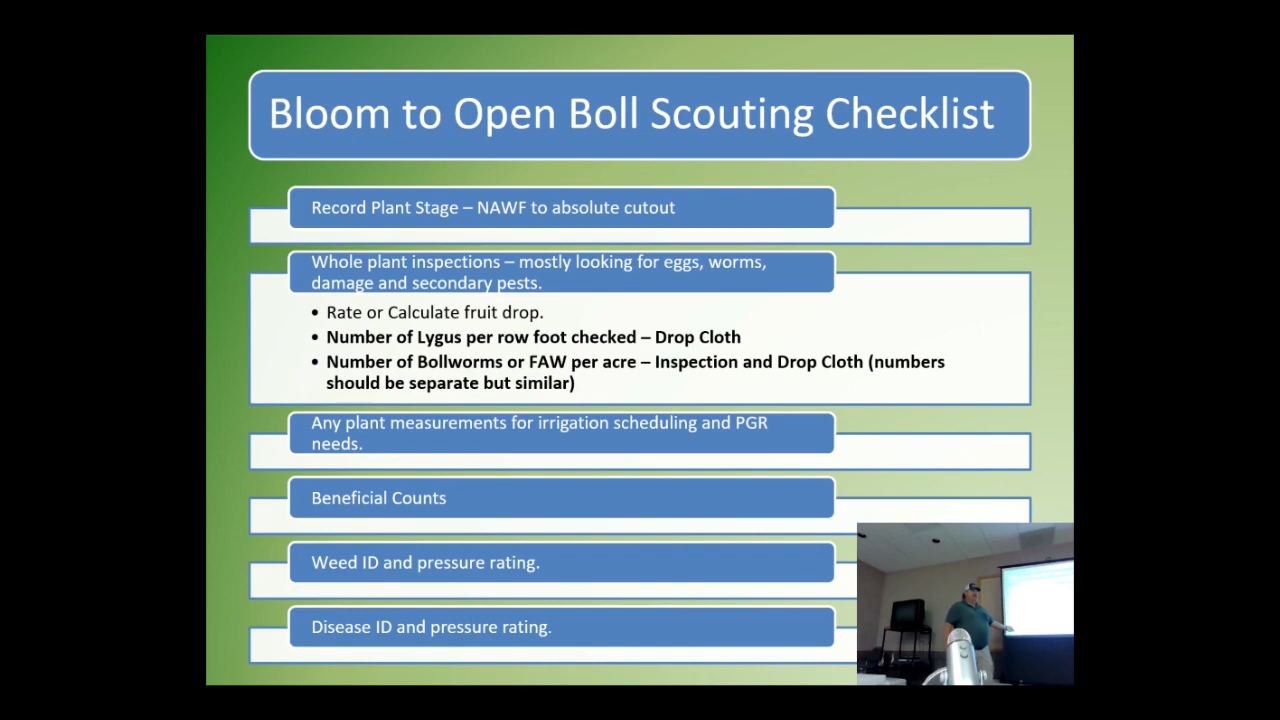 Bloom to Open Boll Scouting Checklist
Record Plant Stage – NAWF to absolute cutout
Whole plant inspections – mostly looking for eggs, worms,
damage and secondary pests.
• Rate or Calculate fruit drop.
• Number of Lygus per row foot checked – Drop Cloth
• Number of Bollworms or FAW per acre – Inspection and Drop Cloth (numbers
should be separate but similar)
Any plant measurements for irrigation scheduling and PGR
needs.
Beneficial Counts
Weed ID and pressure rating.
Disease ID and pressure rating.